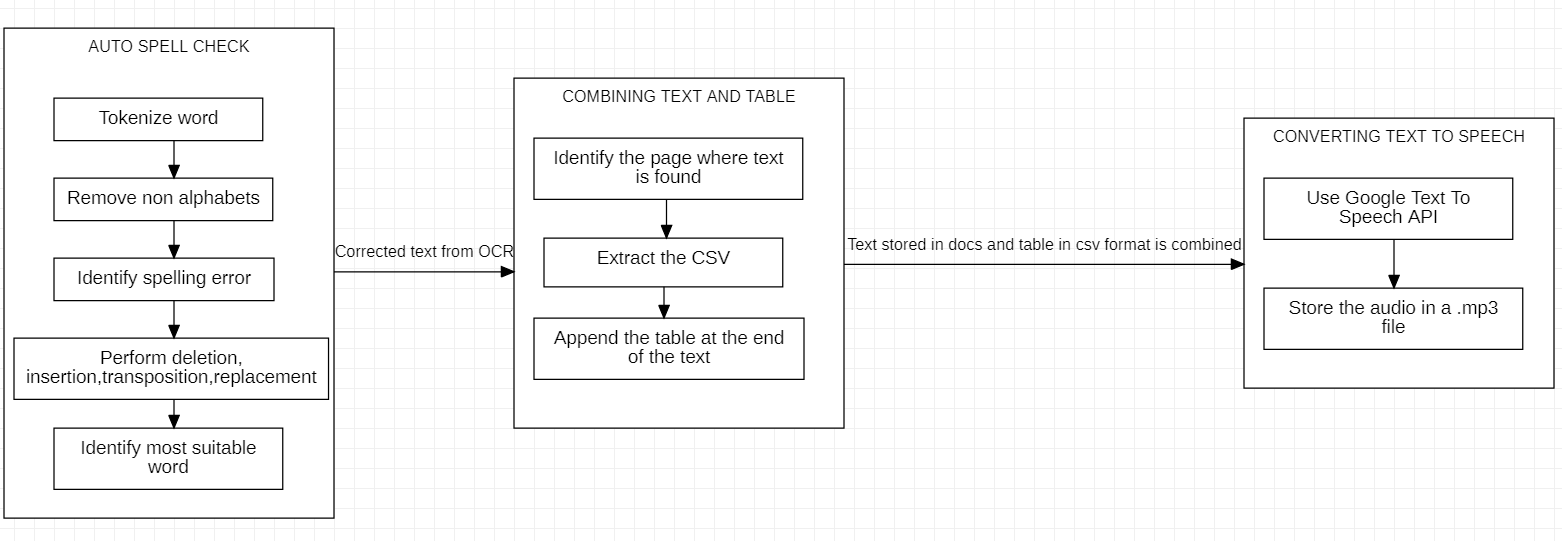 AUTO SPELL CHECK
Tokenize word
Remove non alphabets
Identify spelling error
Perform deletion,
insertion,transposition,replacement
Identify most suitable
word
Corrected text from OCR
COMBINING TEXT AND TABLE
Identify the page where text
is found
Extract the CSV
Append the table at the end
of the text
Text stored in docs and table in csv format is combined
CONVERTING TEXT TO SPEECH
Use Google Text To
Speech API
Store the audio in a .mp3
file